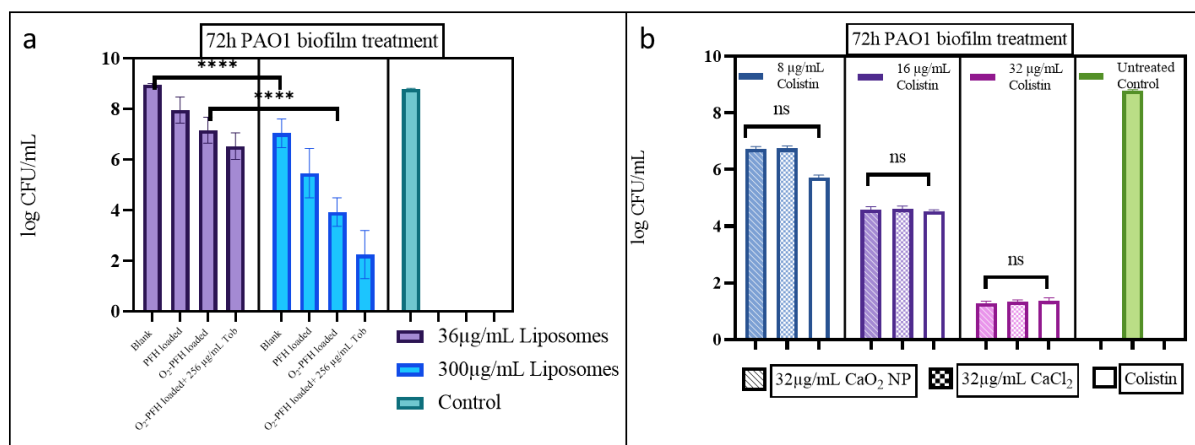 a
72h PAO1 biofilm treatment
10
8
6
4
2
0
log CFU/mL
****
****
Blank
PFH loaded
O₂-PFH loaded
O₂-PFH loaded+ 256 µg/mL Tob
Blank
PFH loaded
O₂-PFH loaded
O₂-PFH loaded+ 256 µg/mL Tob
36µg/mL Liposomes
300µg/mL Liposomes
Control
b
72h PAO1 biofilm treatment
10
8
6
4
2
0
log CFU/mL
8 µg/mL
Colistin
16 µg/mL
Colistin
32 µg/mL
Colistin
Untreated
Control
ns
ns
ns
32µg/mL CaO₂ NP
32µg/mL CaCl₂
Colistin